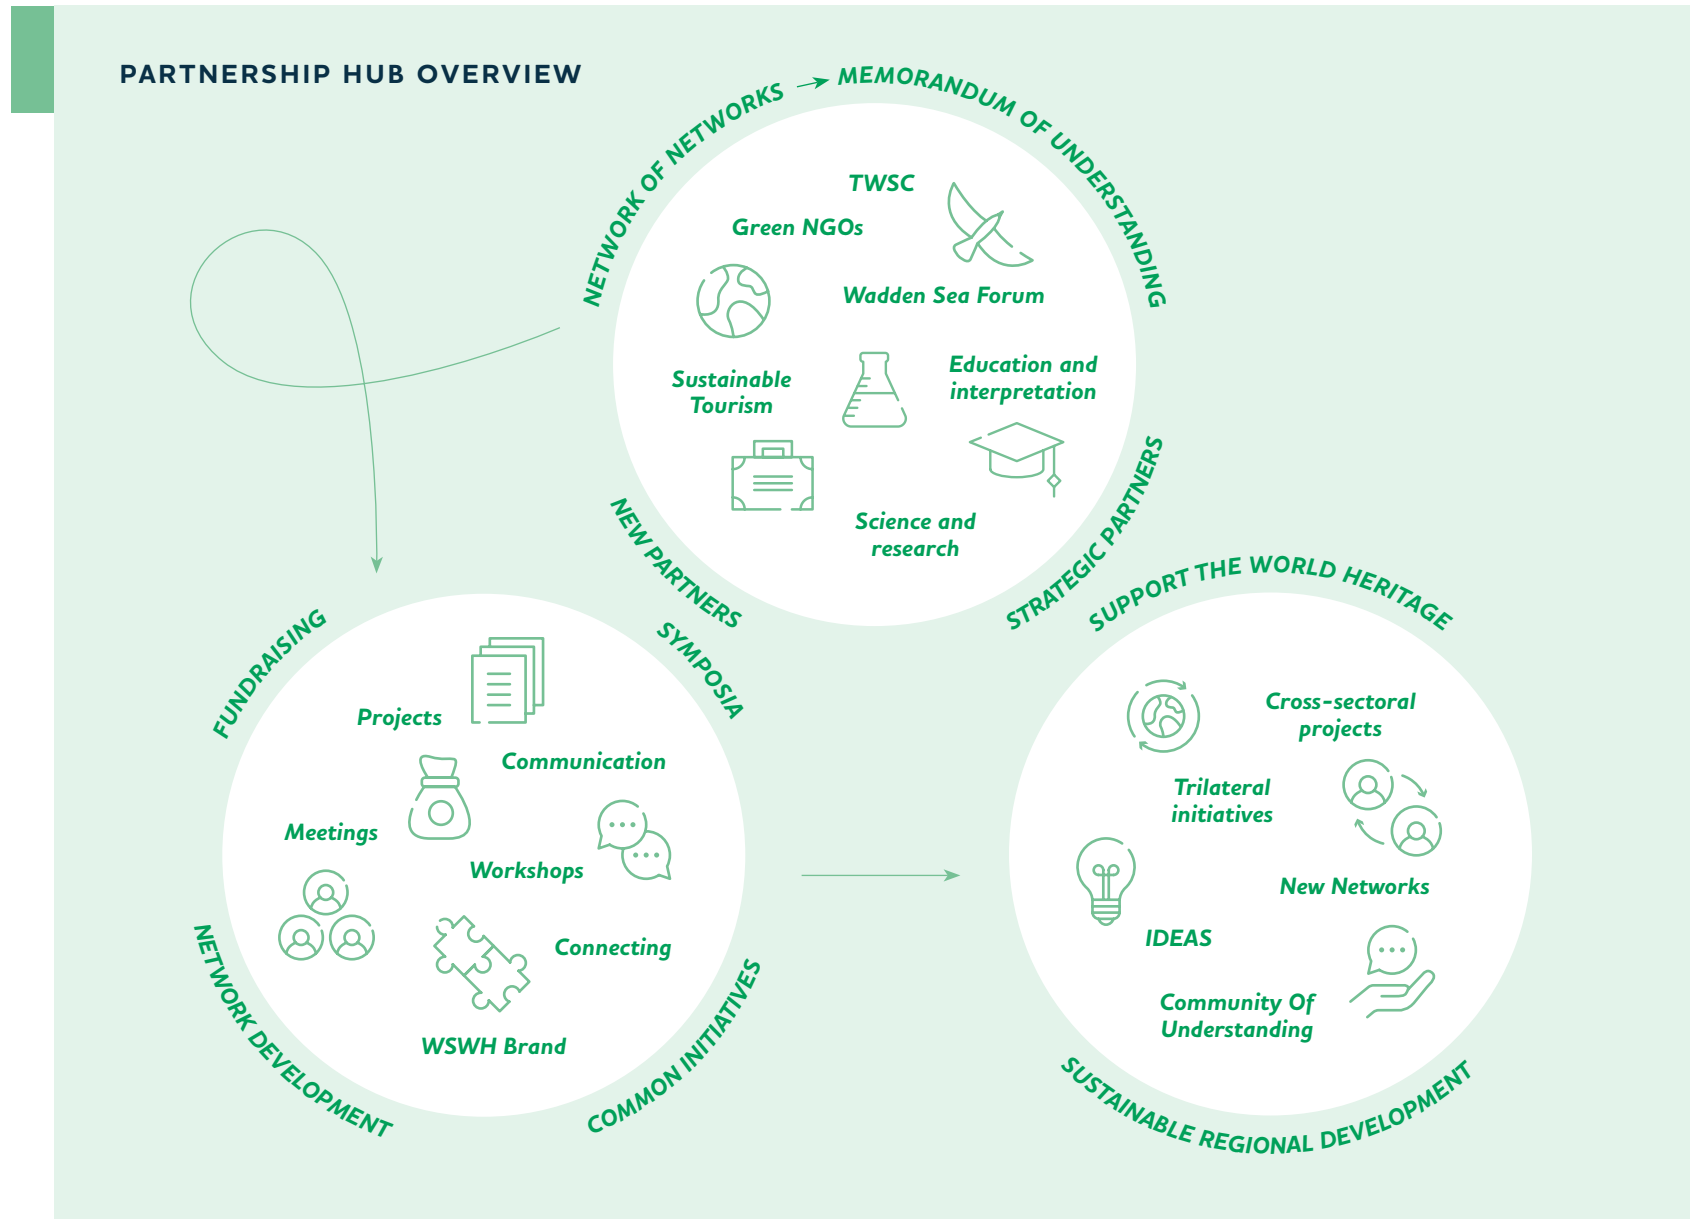 PARTNERSHIP HUB OVERVIEW
NETWORK OF NETWORKS → MEMORANDUM OF UNDERSTANDING
TWSC
Green NGOs
Wadden Sea Forum
Sustainable
Tourism
Education and
interpretation
Science and
research
NEW PARTNERS
STRATEGIC PARTNERS
FUNDRAISING
SYMPOSIA
Projects
Communication
Meetings
Workshops
Connecting
WSWH Brand
NETWORK DEVELOPMENT
COMMON INITIATIVES
SUPPORT THE WORLD HERITAGE
Cross-sectoral
projects
Trilateral
initiatives
New Networks
IDEAS
Community Of
Understanding
SUSTAINABLE REGIONAL DEVELOPMENT